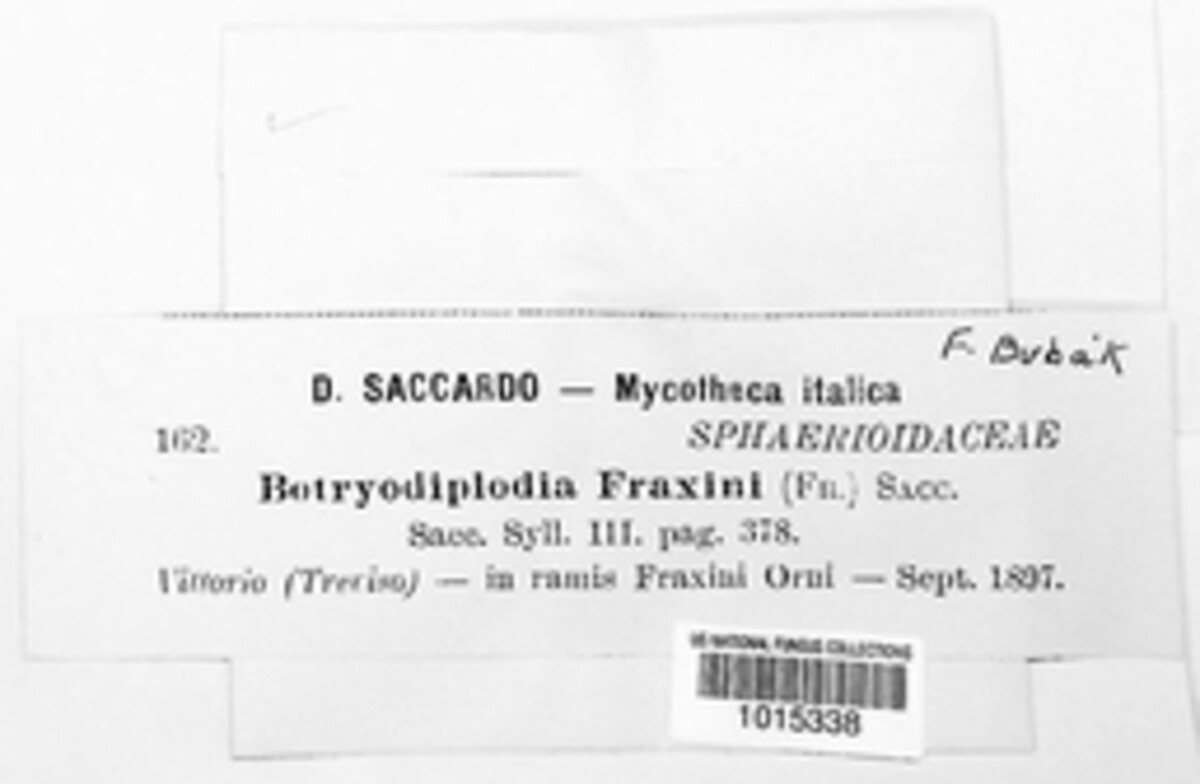 F. Bubák
D. SACCARDO — Mycotheca italica
162. SPHAERIOIDACEAE
Botryodiplodia Fraxini (Fr.) Sacc.
Sacc. Syll. III. pag. 378.
Vittorio (Treviso) — in ramis Fraxini Orni — Sept. 1897.
US NATIONAL FUNGUS COLLECTIONS
1015338